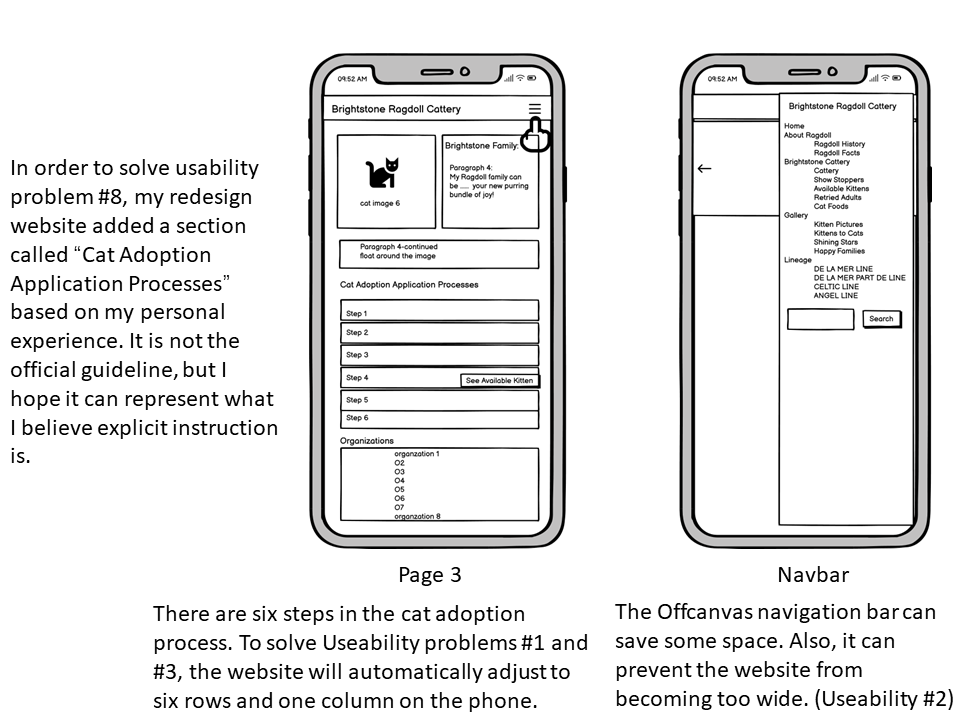 In order to solve usability
problem #8, my redesign
website added a section
called “Cat Adoption
Application Processes”
based on my personal
experience. It is not the
official guideline, but I
hope it can represent what
I believe explicit instruction
is.
09:52 AM
Brightstone Ragdoll Cattery
cat image 6
Brightstone Family:
Paragraph 4:
My Ragdoll family can
be ..... your new purring
bundle of joy!
Paragraph 4-continued
float around the image
Cat Adoption Application Processes
Step 1
Step 2
Step 3
Step 4
See Available Kitten
Step 5
Step 6
Organizations
organzation 1
O2
O3
O4
O5
O6
O7
organzation 8
Page 3
There are six steps in the cat adoption
process. To solve Useability problems #1 and
#3, the website will automatically adjust to
six rows and one column on the phone.
09:52 AM
Brightstone Ragdoll Cattery
Home
About Ragdoll
Ragdoll History
Ragdoll Facts
Brightstone Cattery
Cattery
Show Stoppers
Available Kittens
Retried Adults
Cat Foods
Gallery
Kitten Pictures
Kittens to Cats
Shining Stars
Happy Families
Lineage
DE LA MER LINE
DE LA MER PART DE LINE
CELTIC LINE
ANGEL LINE
Search
Navbar
The Offcanvas navigation bar can
save some space. Also, it can
prevent the website from
becoming too wide. (Useability #2)